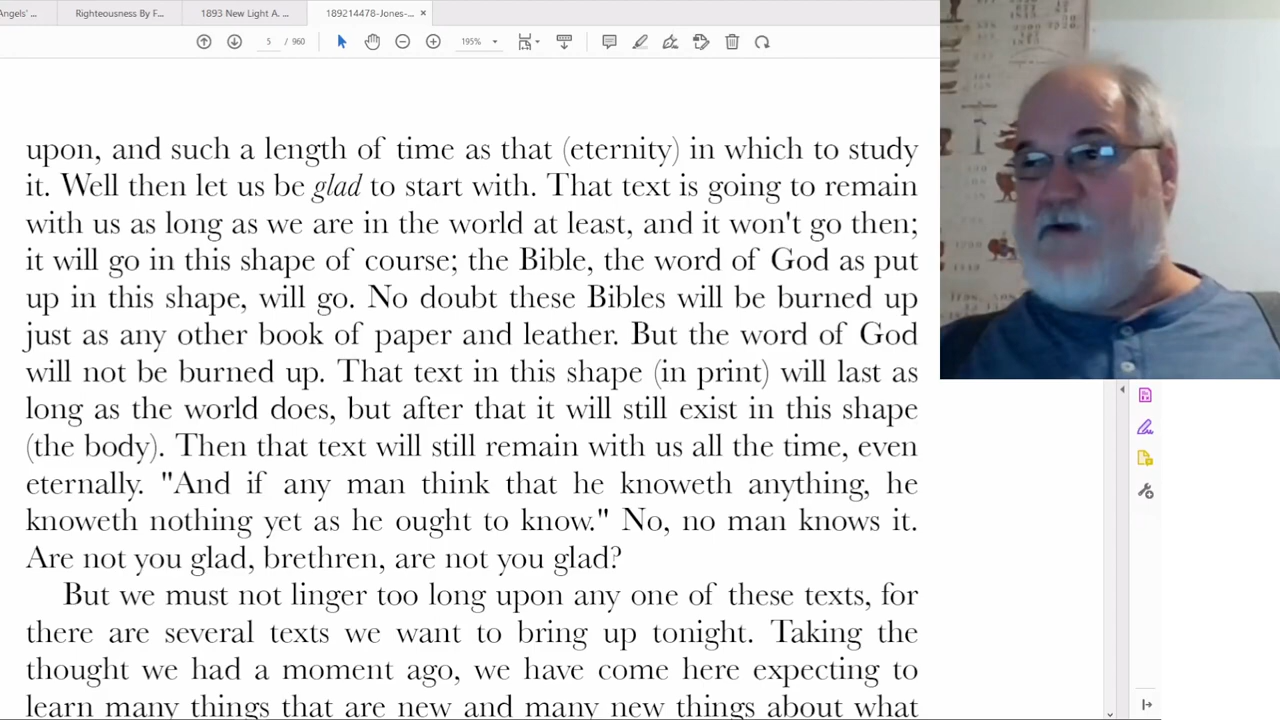 Angels' ...
Righteousness By F...
1893 New Light A. ...
189214478-Jones-... ×
5 / 960
195%
upon, and such a length of time as that (eternity) in which to study
it. Well then let us be glad to start with. That text is going to remain
with us as long as we are in the world at least, and it won't go then;
it will go in this shape of course; the Bible, the word of God as put
up in this shape, will go. No doubt these Bibles will be burned up
just as any other book of paper and leather. But the word of God
will not be burned up. That text in this shape (in print) will last as
long as the world does, but after that it will still exist in this shape
(the body). Then that text will still remain with us all the time, even
eternally. "And if any man think that he knoweth anything, he
knoweth nothing yet as he ought to know." No, no man knows it.
Are not you glad, brethren, are not you glad?
But we must not linger too long upon any one of these texts, for
there are several texts we want to bring up tonight. Taking the
thought we had a moment ago, we have come here expecting to
learn many things that are new and many new things about what